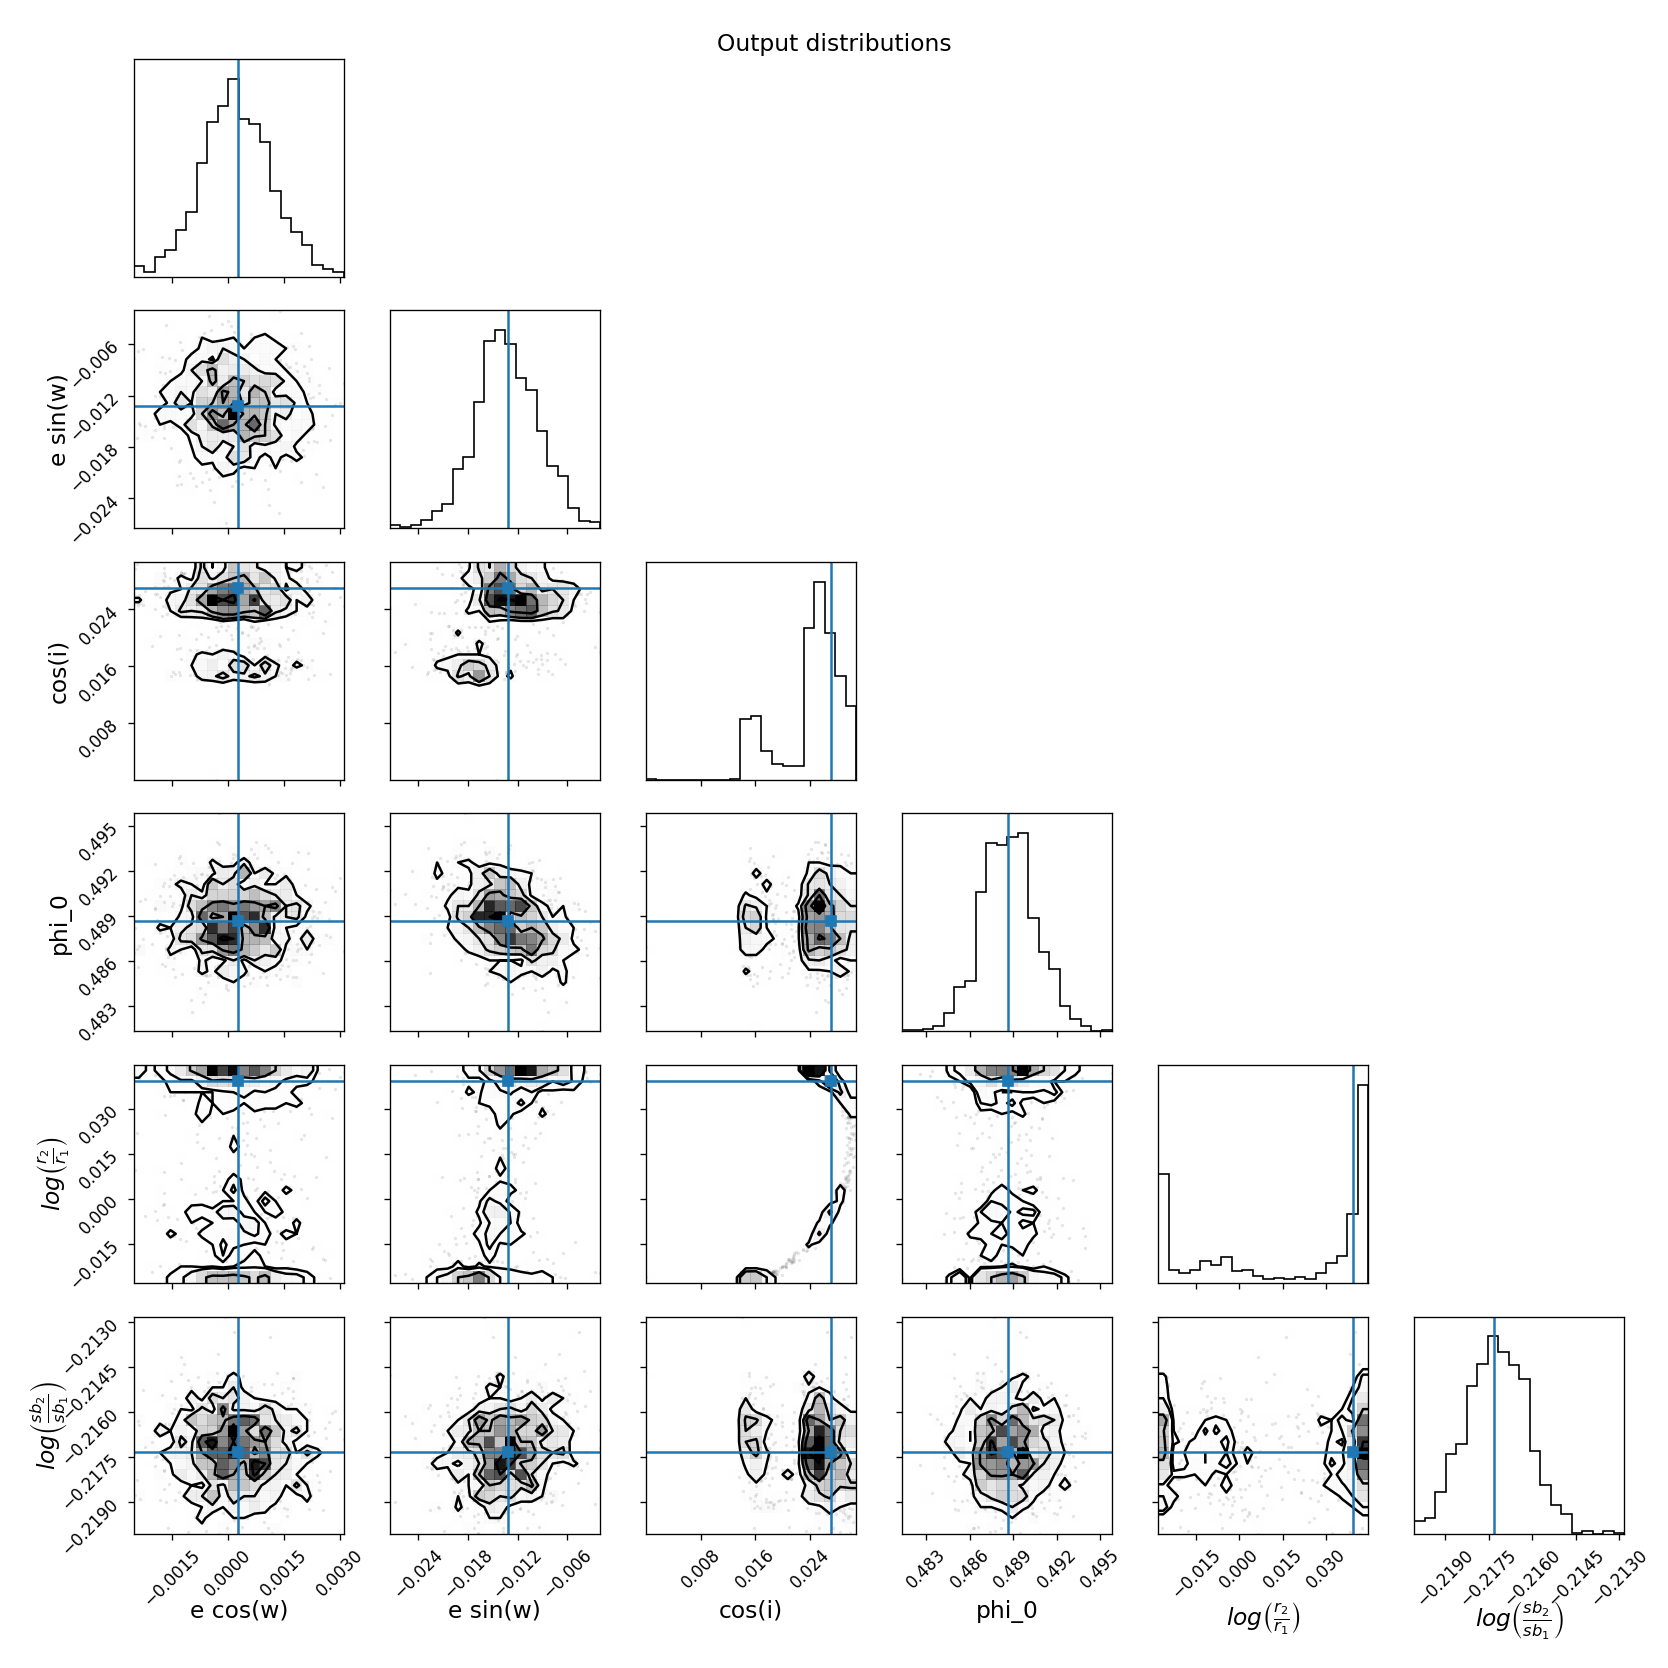 Output distributions
e sin(w)
−0.006
−0.012
−0.018
−0.024
cos(i)
0.024
0.016
0.008
phi_0
0.495
0.492
0.489
0.486
0.483
log(r₂/r₁)
0.030
0.015
0.000
−0.015
log(sb₂/sb₁)
−0.2130
−0.2145
−0.2160
−0.2175
−0.2190
−0.0015 0.0000 0.0015 0.0030
e cos(w)
−0.024 −0.018 −0.012 −0.006
e sin(w)
0.008 0.016 0.024
cos(i)
0.483 0.486 0.489 0.492 0.495
phi_0
−0.015 0.000 0.015 0.030
log(r₂/r₁)
−0.2190 −0.2175 −0.2160 −0.2145 −0.2130
log(sb₂/sb₁)